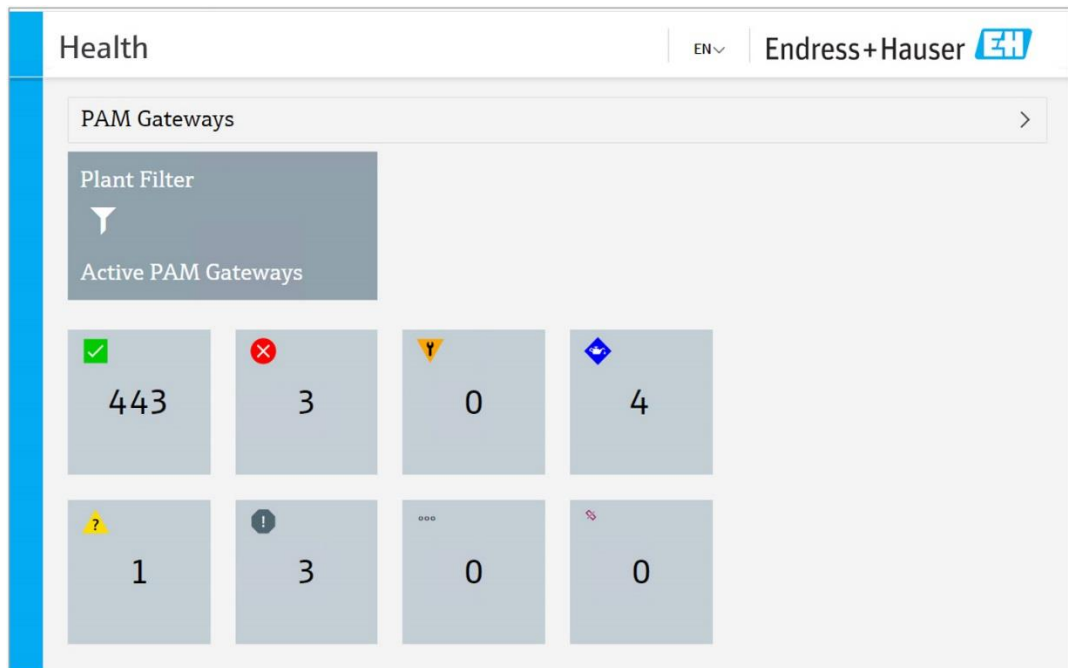 Health
EN
Endress+Hauser EH
PAM Gateways
Plant Filter
Active PAM Gateways
443
3
0
4
?
!
1
3
0
0